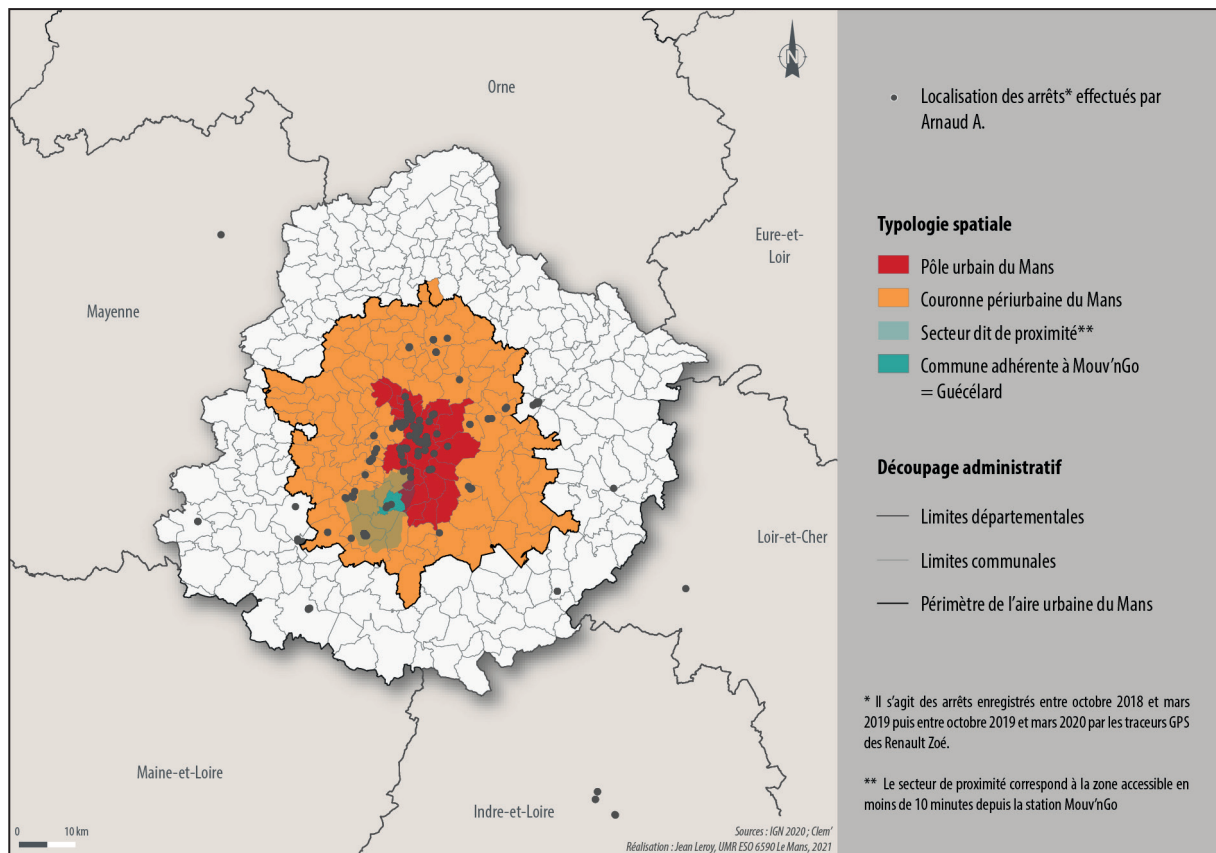 Orne
Eure-et-
Loir
Mayenne
Loir-et-Cher
Maine-et-Loire
Indre-et-Loire
N
0 10 km
Sources : IGN 2020 ; Clem'
Réalisation : Jean Leroy, UMR ESO 6590 Le Mans, 2021
Localisation des arrêts* effectués par
Arnaud A.
Typologie spatiale
Pôle urbain du Mans
Couronne périurbaine du Mans
Secteur dit de proximité**
Commune adhérente à Mouv'nGo
= Guécélard
Découpage administratif
Limites départementales
Limites communales
Périmètre de l'aire urbaine du Mans
* Il s'agit des arrêts enregistrés entre octobre 2018 et mars
2019 puis entre octobre 2019 et mars 2020 par les traceurs GPS
des Renault Zoé.
** Le secteur de proximité correspond à la zone accessible en
moins de 10 minutes depuis la station Mouv'nGo